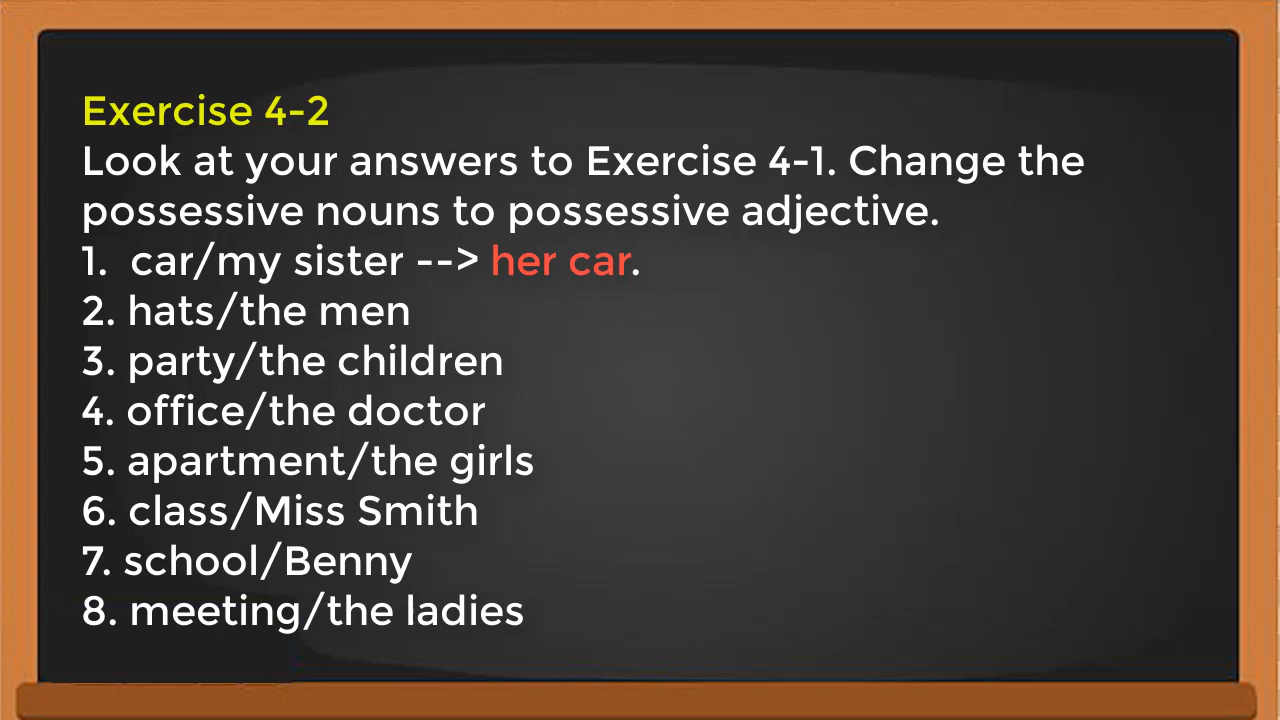 Exercise 4-2
Look at your answers to Exercise 4-1. Change the
possessive nouns to possessive adjective.
1.  car/my sister --> her car.
2. hats/the men
3. party/the children
4. office/the doctor
5. apartment/the girls
6. class/Miss Smith
7. school/Benny
8. meeting/the ladies